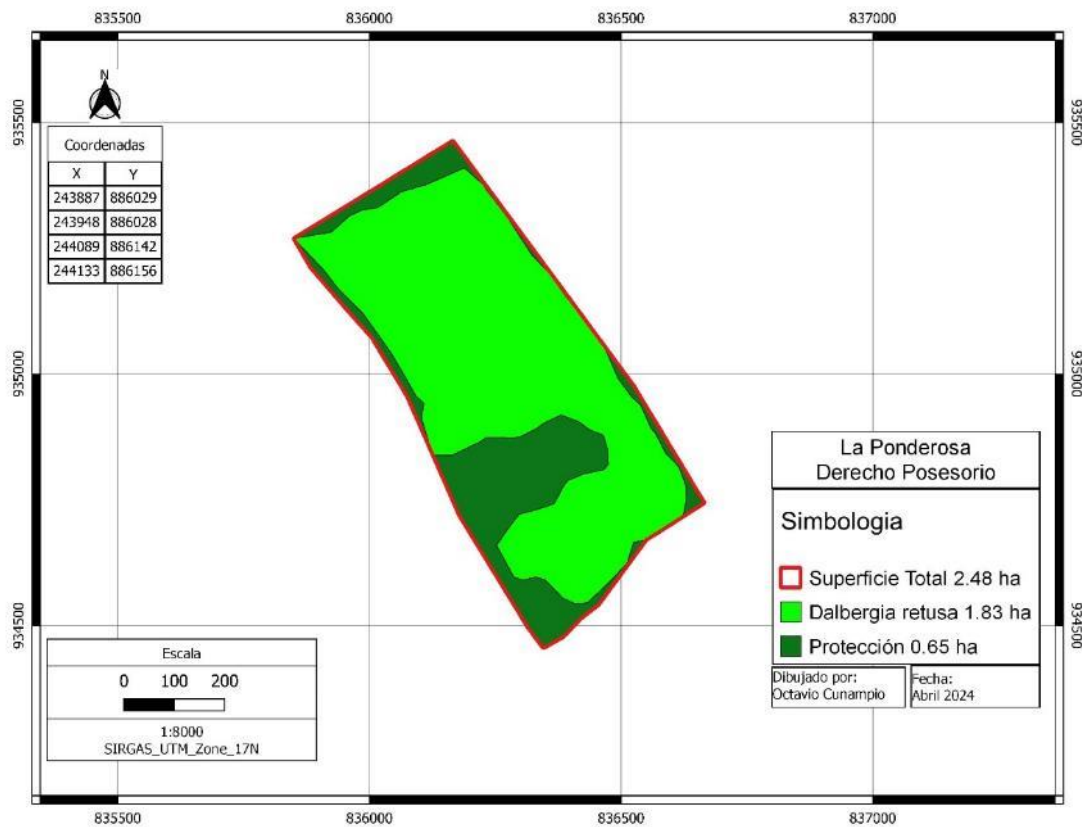 835500 836000 836500 837000
N
935500 935500
Coordenadas
X Y
243887 886029
243948 886028
244089 886142
244133 886156
935000 935000
La Ponderosa
Derecho Posesorio
Simbologia
Superficie Total 2.48 ha
Dalbergia retusa 1.83 ha
Protección 0.65 ha
934500 934500
Dibujado por:
Octavio Cunampio
Fecha:
Abril 2024
Escala
0 100 200
1:8000
SIRGAS_UTM_Zone_17N
835500 836000 836500 837000